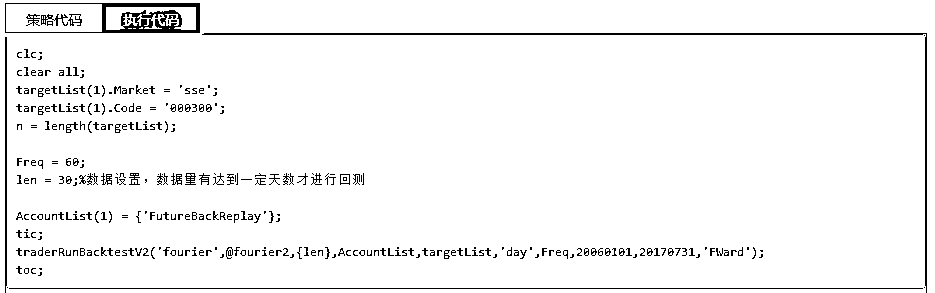 策略代码 执行代码
clc;
clear all;
targetList(1).Market = 'sse';
targetList(1).Code = '000300';
n = length(targetList);
Freq = 60;
len = 30;%数据设置，数据量有达到一定天数才进行回测
AccountList(1) = {'FutureBackReplay'};
tic;
traderRunBacktestV2('fourier',@fourier2,{len},AccountList,targetList,'day',Freq,20060101,20170731,'FWard');
toc;